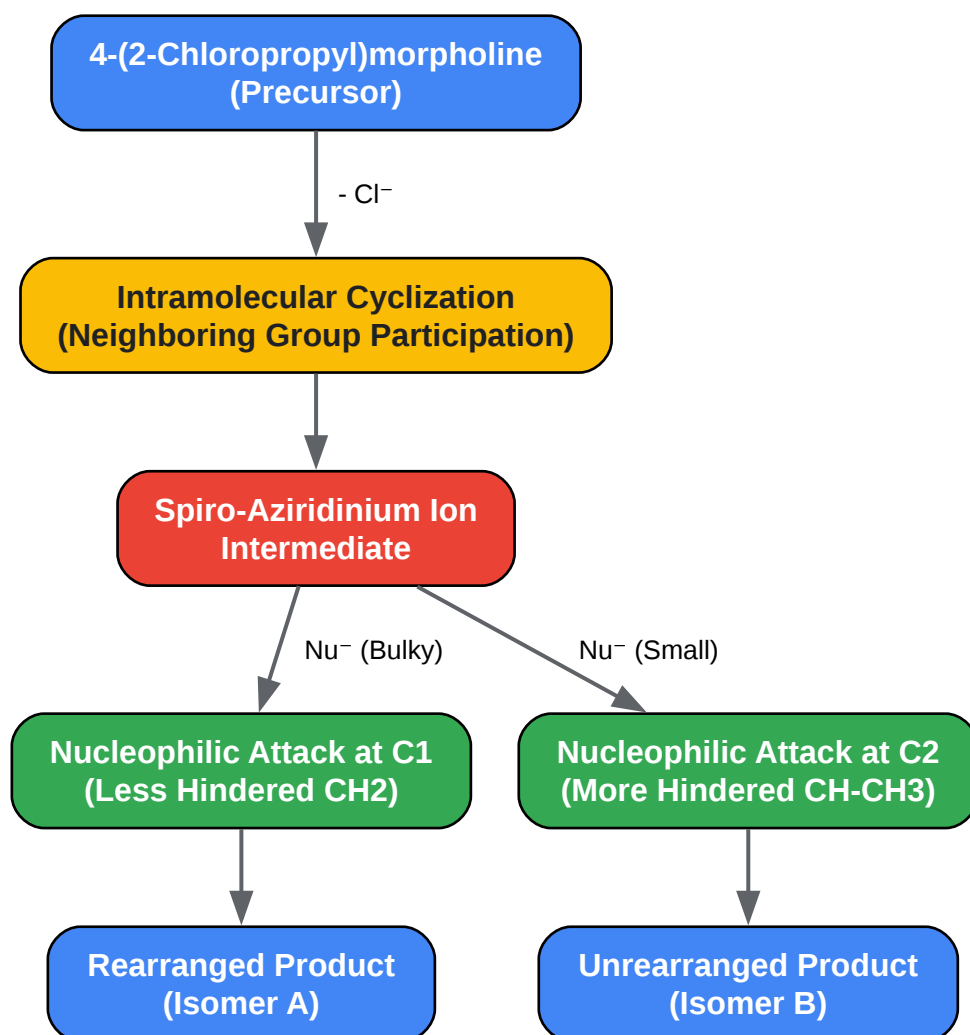 4-(2-Chloropropyl)morpholine
(Precursor)
- Cl⁻
Intramolecular Cyclization
(Neighboring Group Participation)
Spiro-Aziridinium Ion
Intermediate
Nu⁻ (Bulky)
Nu⁻ (Small)
Nucleophilic Attack at C1
(Less Hindered CH2)
Nucleophilic Attack at C2
(More Hindered CH-CH3)
Rearranged Product
(Isomer A)
Unrearranged Product
(Isomer B)